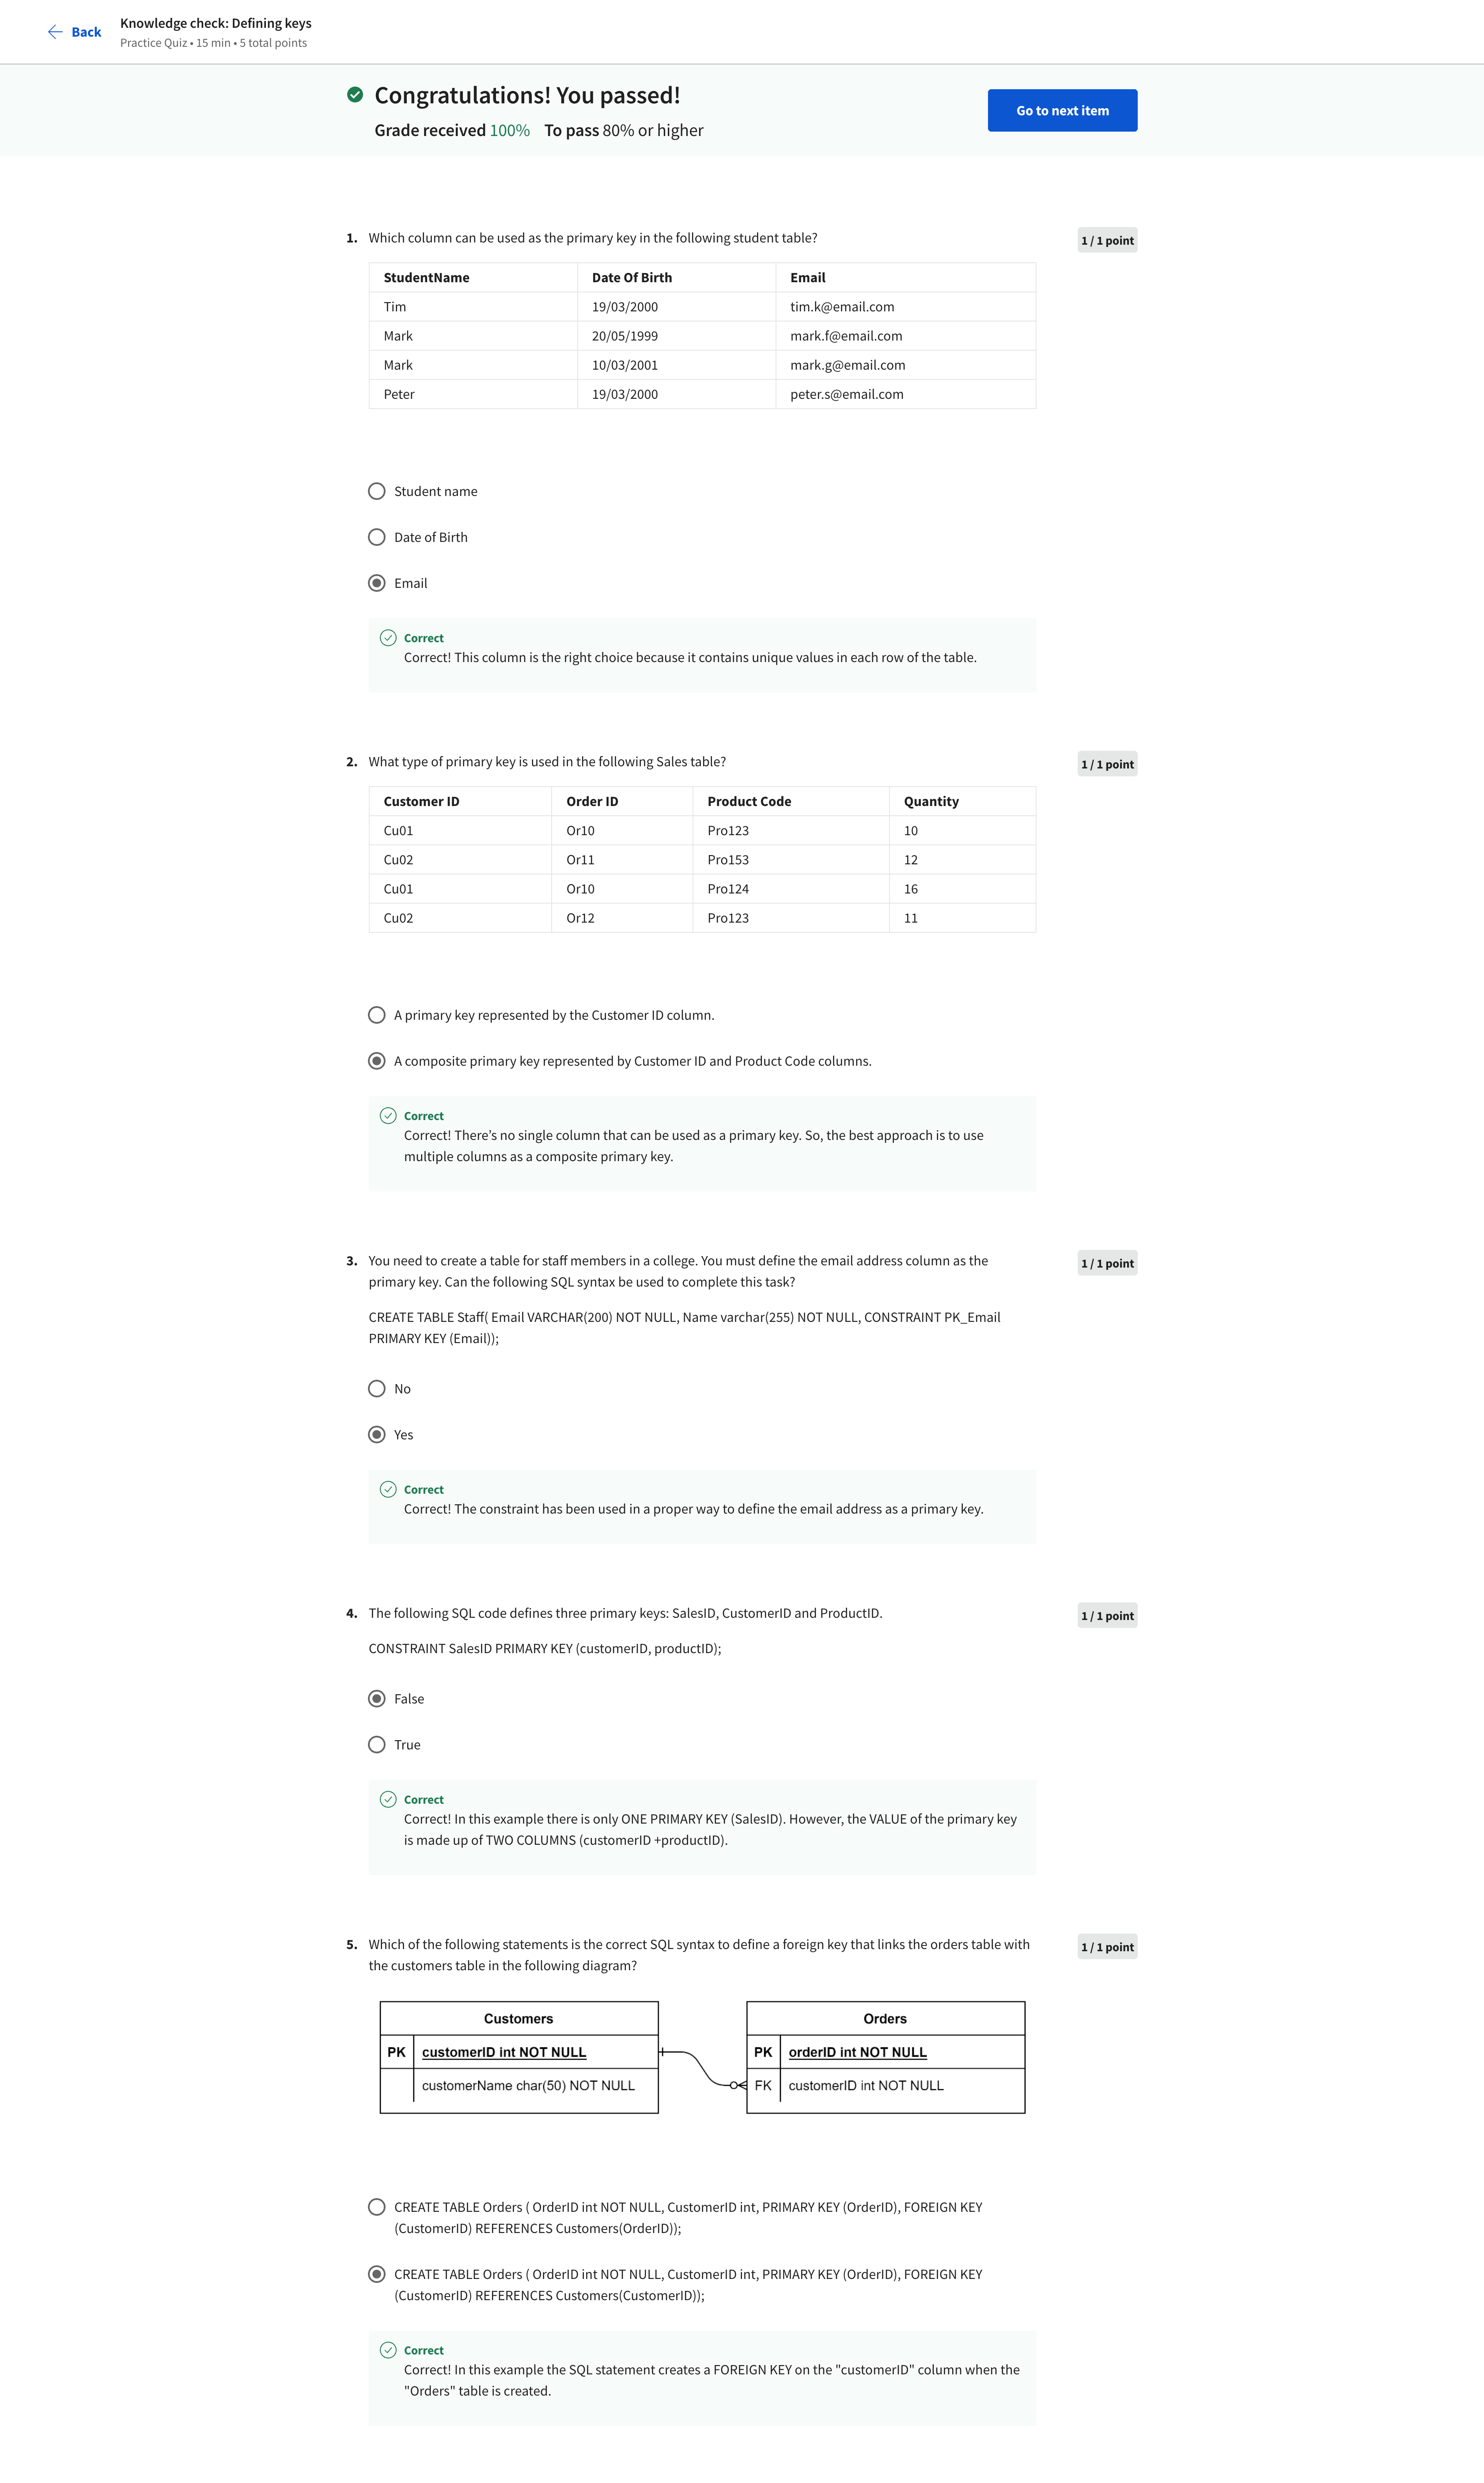 Back
Knowledge check: Defining keys
Practice Quiz • 15 min • 5 total points
Congratulations! You passed!
Grade received 100% To pass 80% or higher
Go to next item
1. Which column can be used as the primary key in the following student table?
1 / 1 point
StudentName Date Of Birth Email
Tim 19/03/2000 tim.k@email.com
Mark 20/05/1999 mark.f@email.com
Mark 10/03/2001 mark.g@email.com
Peter 19/03/2000 peter.s@email.com
Student name
Date of Birth
Email
Correct
Correct! This column is the right choice because it contains unique values in each row of the table.
2. What type of primary key is used in the following Sales table?
1 / 1 point
Customer ID Order ID Product Code Quantity
Cu01 Or10 Pro123 10
Cu02 Or11 Pro153 12
Cu01 Or10 Pro124 16
Cu02 Or12 Pro123 11
A primary key represented by the Customer ID column.
A composite primary key represented by Customer ID and Product Code columns.
Correct
Correct! There’s no single column that can be used as a primary key. So, the best approach is to use
multiple columns as a composite primary key.
3. You need to create a table for staff members in a college. You must define the email address column as the
primary key. Can the following SQL syntax be used to complete this task?
1 / 1 point
CREATE TABLE Staff( Email VARCHAR(200) NOT NULL, Name varchar(255) NOT NULL, CONSTRAINT PK_Email
PRIMARY KEY (Email));
No
Yes
Correct
Correct! The constraint has been used in a proper way to define the email address as a primary key.
4. The following SQL code defines three primary keys: SalesID, CustomerID and ProductID.
1 / 1 point
CONSTRAINT SalesID PRIMARY KEY (customerID, productID);
False
True
Correct
Correct! In this example there is only ONE PRIMARY KEY (SalesID). However, the VALUE of the primary key
is made up of TWO COLUMNS (customerID +productID).
5. Which of the following statements is the correct SQL syntax to define a foreign key that links the orders table with
the customers table in the following diagram?
1 / 1 point
Customers
PK customerID int NOT NULL
customerName char(50) NOT NULL
Orders
PK orderID int NOT NULL
FK customerID int NOT NULL
CREATE TABLE Orders ( OrderID int NOT NULL, CustomerID int, PRIMARY KEY (OrderID), FOREIGN KEY
(CustomerID) REFERENCES Customers(OrderID));
CREATE TABLE Orders ( OrderID int NOT NULL, CustomerID int, PRIMARY KEY (OrderID), FOREIGN KEY
(CustomerID) REFERENCES Customers(CustomerID));
Correct
Correct! In this example the SQL statement creates a FOREIGN KEY on the "customerID" column when the
"Orders" table is created.